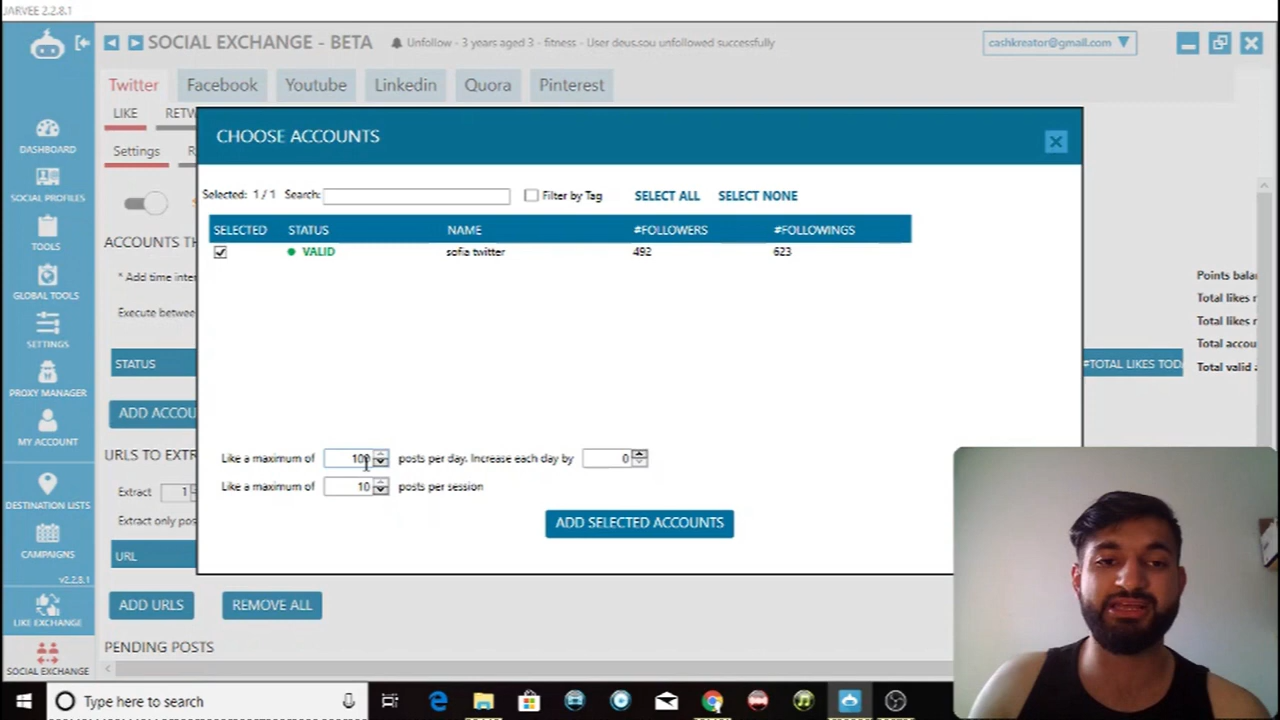 JARVEE 2.2.8.1
SOCIAL EXCHANGE - BETA
Unfollow - 3 years aged 3 - fitness - User deus.sou unfollowed successfully
cashkreator@gmail.com
Twitter Facebook Youtube Linkedin Quora Pinterest
LIKE RETW
Settings
DASHBOARD
SOCIAL PROFILES
TOOLS
GLOBAL TOOLS
SETTINGS
PROXY MANAGER
MY ACCOUNT
DESTINATION LISTS
CAMPAIGNS
v2.2.8.1
LIKE EXCHANGE
SOCIAL EXCHANGE
CHOOSE ACCOUNTS
Selected: 1 / 1 Search: Filter by Tag SELECT ALL SELECT NONE
SELECTED STATUS NAME #FOLLOWERS #FOLLOWINGS
VALID sofia twitter 492 623
Like a maximum of 100 posts per day. Increase each day by 0
Like a maximum of 10 posts per session
ADD SELECTED ACCOUNTS
ACCOUNTS TH
* Add time inter
Execute betwee
STATUS
#TOTAL LIKES TOD
ADD ACCOU
URLS TO EXTR
Extract 1
Extract only pos
URL
ADD URLS REMOVE ALL
PENDING POSTS
Points bala
Total likes r
Total likes r
Total accou
Total valid a
Type here to search